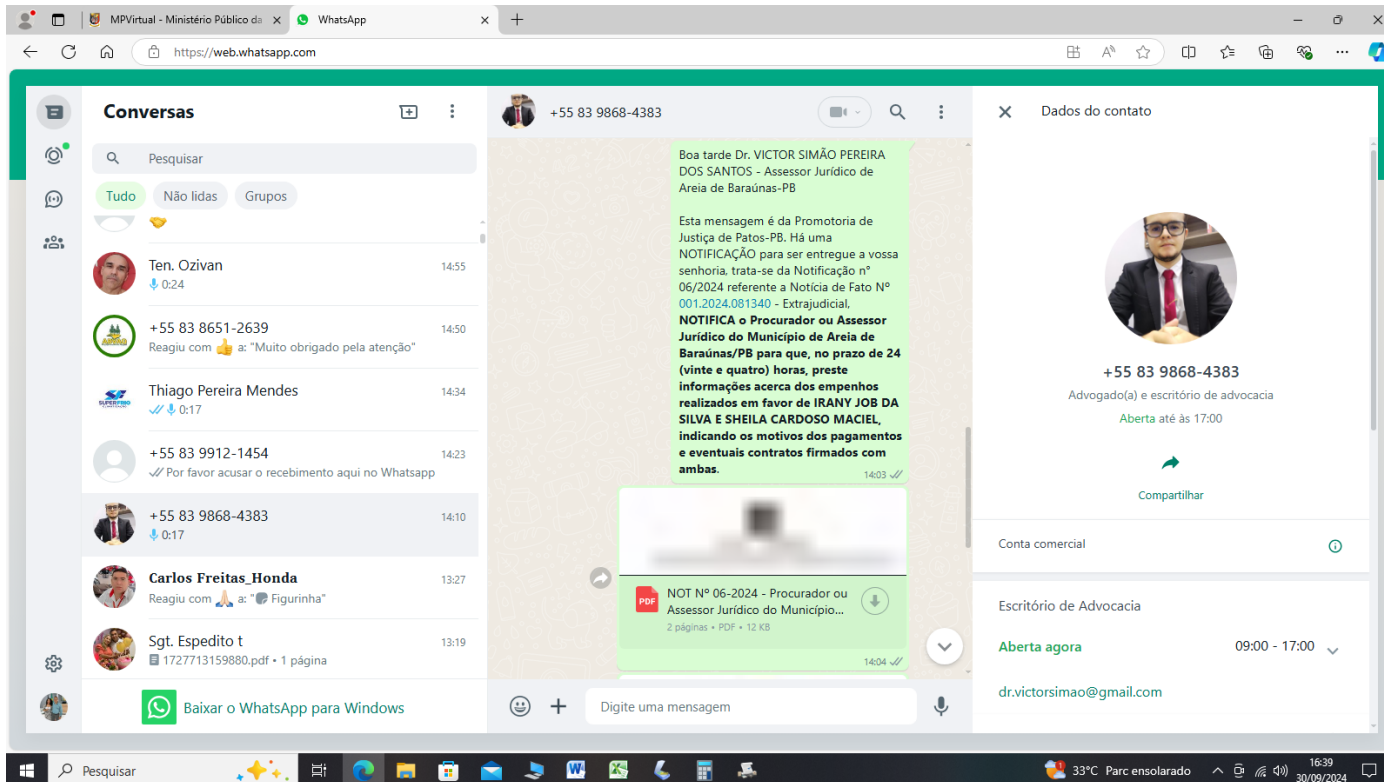 MPVirtual - Ministério Público da
WhatsApp
https://web.whatsapp.com
Conversas
Pesquisar
Tudo
Não lidas
Grupos
Ten. Ozivan
14:55
0:24
+55 83 8651-2639
14:50
Reagiu com 👍 a: "Muito obrigado pela atenção"
Thiago Pereira Mendes
14:34
0:17
+55 83 9912-1454
14:23
Por favor acusar o recebimento aqui no Whatsapp
+55 83 9868-4383
14:10
0:17
Carlos Freitas_Honda
13:27
Reagiu com 🙏🏻 a: "Figurinha"
Sgt. Espedito t
13:19
1727713159880.pdf • 1 página
Baixar o WhatsApp para Windows
+55 83 9868-4383
Boa tarde Dr. VICTOR SIMÃO PEREIRA
DOS SANTOS - Assessor Jurídico de
Areia de Baraúnas-PB
Esta mensagem é da Promotoria de
Justiça de Patos-PB. Há uma
NOTIFICAÇÃO para ser entregue a vossa
senhoria, trata-se da Notificação n°
06/2024 referente a Notícia de Fato Nº
001.2024.081340 - Extrajudicial,
NOTIFICA o Procurador ou Assessor
Jurídico do Município de Areia de
Baraúnas/PB para que, no prazo de 24
(vinte e quatro) horas, preste
informações acerca dos empenhos
realizados em favor de IRANY JOB DA
SILVA E SHEILA CARDOSO MACIEL,
indicando os motivos dos pagamentos
e eventuais contratos firmados com
ambas.
14:03
PDF
NOT Nº 06-2024 - Procurador ou
Assessor Jurídico do Município...
2 páginas • PDF • 12 KB
14:04
Digite uma mensagem
Dados do contato
+55 83 9868-4383
Advogado(a) e escritório de advocacia
Aberta até às 17:00
Compartilhar
Conta comercial
Escritório de Advocacia
Aberta agora
09:00 - 17:00
dr.victorsimao@gmail.com
Pesquisar
33°C Parc ensolarado
16:39
30/09/2024